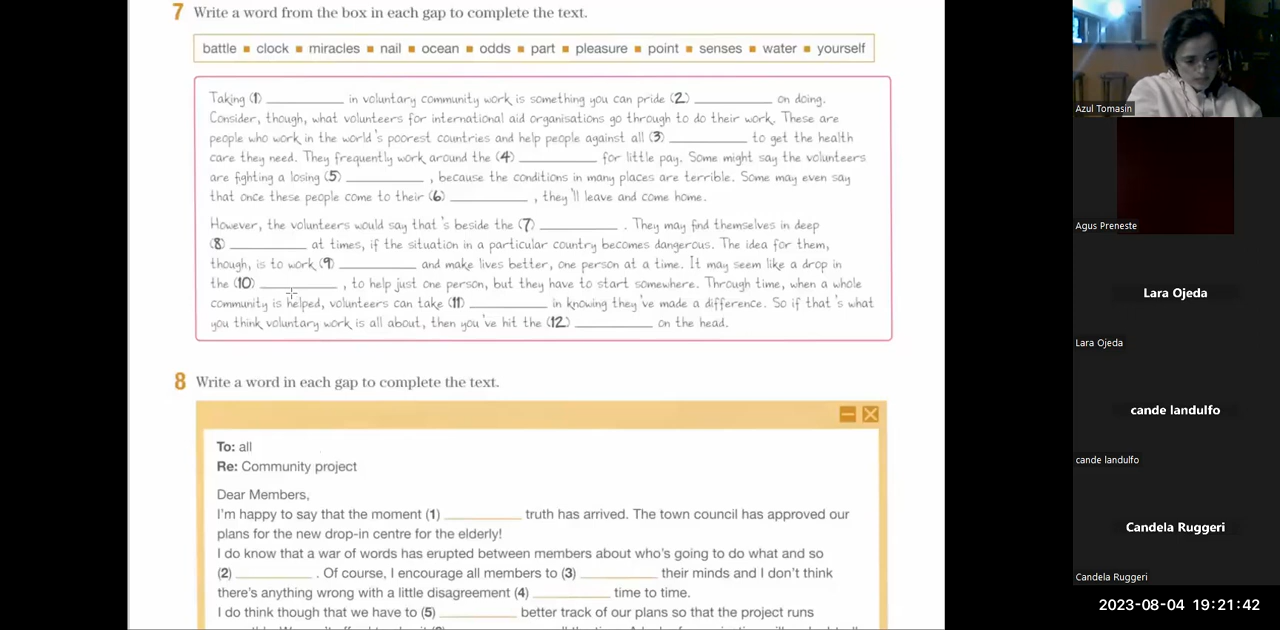 7 Write a word from the box in each gap to complete the text.
battle ■ clock ■ miracles ■ nail ■ ocean ■ odds ■ part ■ pleasure ■ point ■ senses ■ water ■ yourself
Taking (1) ____________ in voluntary community work is something you can pride (2) ____________ on doing.
Consider, though, what volunteers for international aid organisations go through to do their work. These are
people who work in the world's poorest countries and help people against all (3) ____________ to get the health
care they need. They frequently work around the (4) ____________ for little pay. Some might say the volunteers
are fighting a losing (5) ____________ , because the conditions in many places are terrible. Some may even say
that once these people come to their (6) ____________ , they'll leave and come home.
However, the volunteers would say that's beside the (7) ____________ . They may find themselves in deep
(8) ____________ at times, if the situation in a particular country becomes dangerous. The idea for them,
though, is to work (9) ____________ and make lives better, one person at a time. It may seem like a drop in
the (10) ____________ , to help just one person, but they have to start somewhere. Through time, when a whole
community is helped, volunteers can take (11) ____________ in knowing they've made a difference. So if that's what
you think voluntary work is all about, then you've hit the (12) ____________ on the head.
8 Write a word in each gap to complete the text.
To: all
Re: Community project
Dear Members,
I'm happy to say that the moment (1) ____________ truth has arrived. The town council has approved our
plans for the new drop-in centre for the elderly!
I do know that a war of words has erupted between members about who's going to do what and so
(2) ____________ . Of course, I encourage all members to (3) ____________ their minds and I don't think
there's anything wrong with a little disagreement (4) ____________ time to time.
I do think though that we have to (5) ____________ better track of our plans so that the project runs
Azul Tomasin
Agus Preneste
Lara Ojeda
Lara Ojeda
cande landulfo
cande landulfo
Candela Ruggeri
Candela Ruggeri
2023-08-04 19:21:42